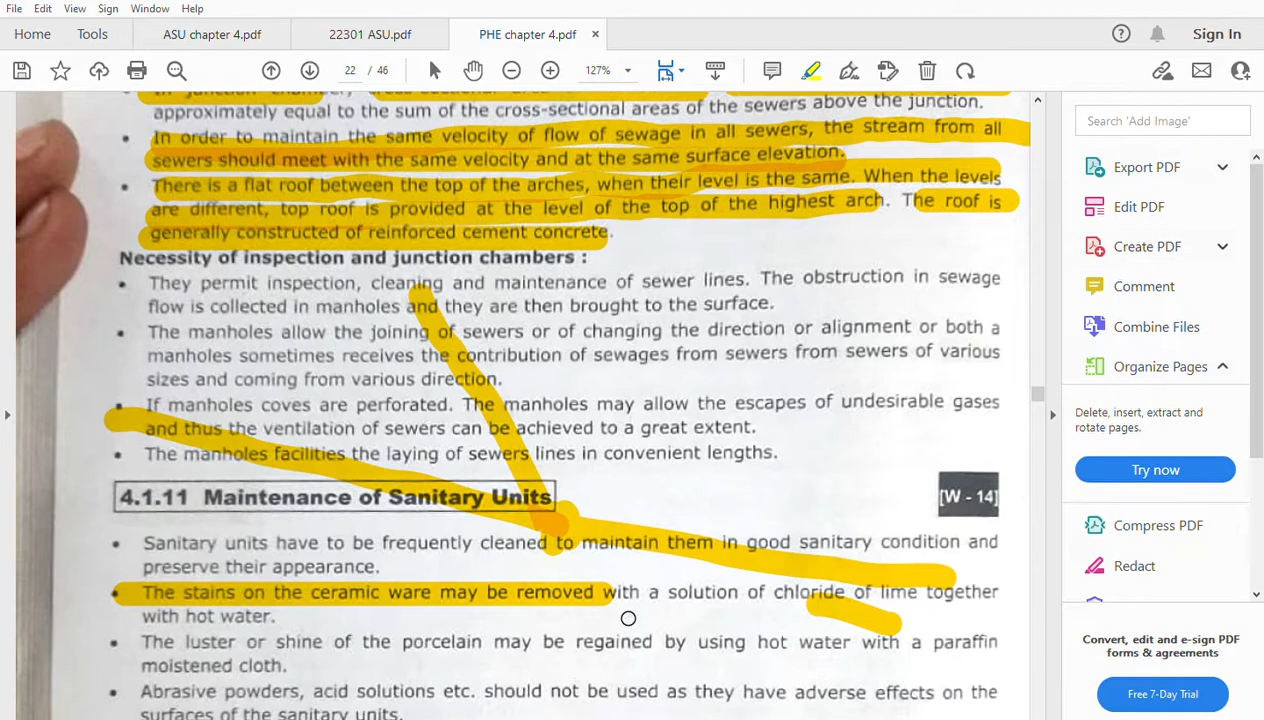 File Edit View Sign Window Help
Home Tools ASU chapter 4.pdf 22301 ASU.pdf PHE chapter 4.pdf × Sign In
22 / 46 127%
approximately equal to the sum of the cross-sectional areas of the sewers above the junction.
• In order to maintain the same velocity of flow of sewage in all sewers, the stream from all
sewers should meet with the same velocity and at the same surface elevation.
• There is a flat roof between the top of the arches, when their level is the same. When the levels
are different, top roof is provided at the level of the top of the highest arch. The roof is
generally constructed of reinforced cement concrete.
Necessity of inspection and junction chambers :
• They permit inspection, cleaning and maintenance of sewer lines. The obstruction in sewage
flow is collected in manholes and they are then brought to the surface.
• The manholes allow the joining of sewers or of changing the direction or alignment or both a
manholes sometimes receives the contribution of sewages from sewers from sewers of various
sizes and coming from various direction.
• If manholes coves are perforated. The manholes may allow the escapes of undesirable gases
and thus the ventilation of sewers can be achieved to a great extent.
• The manholes facilities the laying of sewers lines in convenient lengths.
4.1.11 Maintenance of Sanitary Units [W - 14]
• Sanitary units have to be frequently cleaned to maintain them in good sanitary condition and
preserve their appearance.
• The stains on the ceramic ware may be removed with a solution of chloride of lime together
with hot water.
• The luster or shine of the porcelain may be regained by using hot water with a paraffin
moistened cloth.
• Abrasive powders, acid solutions etc. should not be used as they have adverse effects on the
surfaces of the sanitary units.
Search 'Add Image'
Export PDF
Edit PDF
Create PDF
Comment
Combine Files
Organize Pages
Delete, insert, extract and
rotate pages.
Try now
Compress PDF
Redact
Convert, edit and e-sign PDF
forms & agreements
Free 7-Day Trial